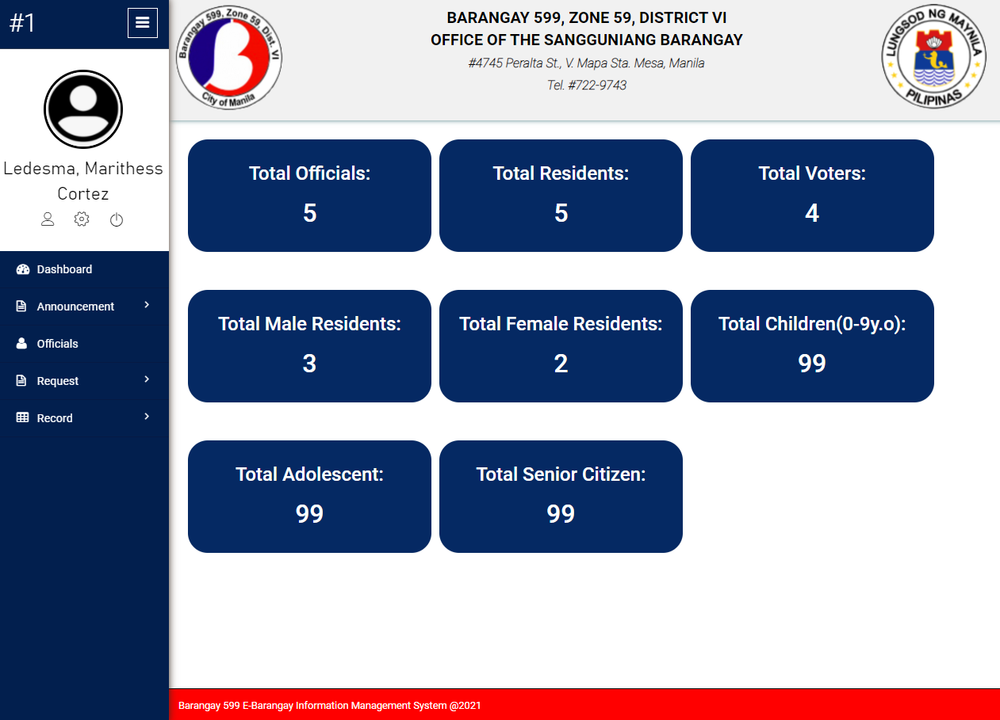 #1
Ledesma, Marithess
Cortez
Dashboard
Announcement
Officials
Request
Record
Barangay 599, Zone 59, Dist. VI
City of Manila
BARANGAY 599, ZONE 59, DISTRICT VI
OFFICE OF THE SANGGUNIANG BARANGAY
#4745 Peralta St., V. Mapa Sta. Mesa, Manila
Tel. #722-9743
LUNGSOD NG MAYNILA
PILIPINAS
Total Officials:
5
Total Residents:
5
Total Voters:
4
Total Male Residents:
3
Total Female Residents:
2
Total Children(0-9y.o):
99
Total Adolescent:
99
Total Senior Citizen:
99
Barangay 599 E-Barangay Information Management System @2021